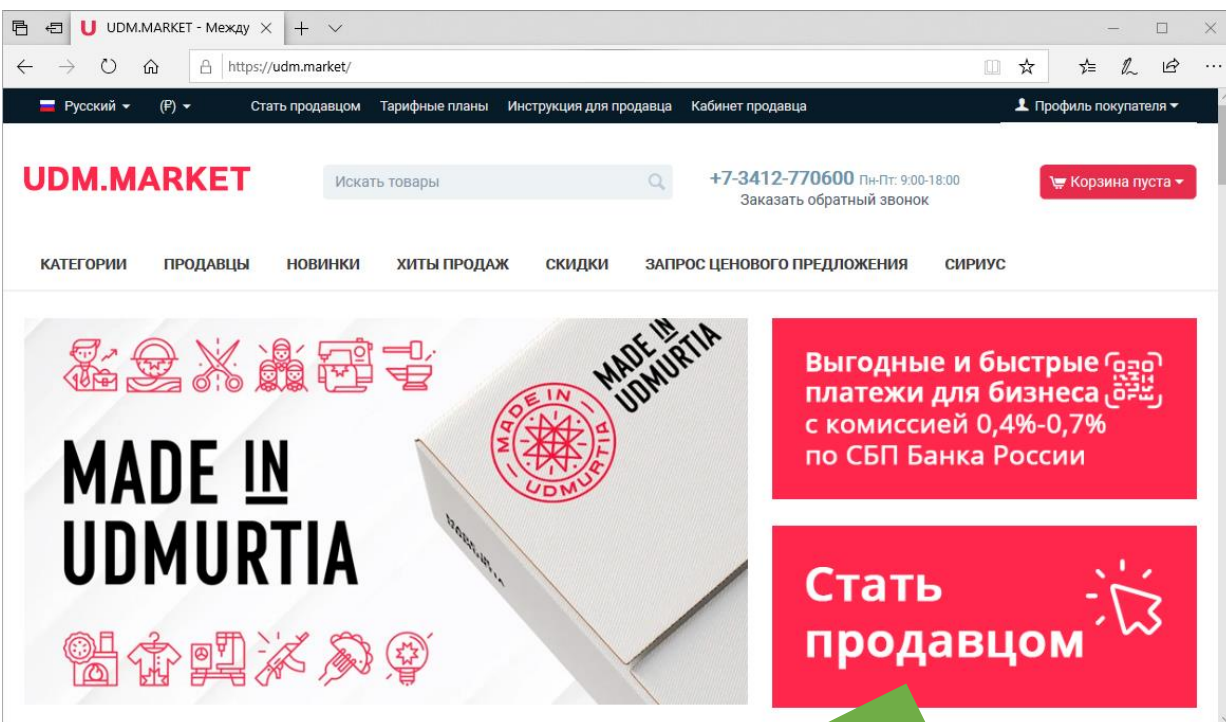 UDM.MARKET - Между
https://udm.market/
Русский (₽) Стать продавцом Тарифные планы Инструкция для продавца Кабинет продавца Профиль покупателя
UDM.MARKET
Искать товары
+7-3412-770600 Пн-Пт: 9:00-18:00
Заказать обратный звонок
Корзина пуста
КАТЕГОРИИ ПРОДАВЦЫ НОВИНКИ ХИТЫ ПРОДАЖ СКИДКИ ЗАПРОС ЦЕНОВОГО ПРЕДЛОЖЕНИЯ СИРИУС
MADE IN
UDMURTIA
MADE IN
UDMURTIA
MADE IN
UDMURTIA
Выгодные и быстрые
платежи для бизнеса
с комиссией 0,4%-0,7%
по СБП Банка России
Стать
продавцом